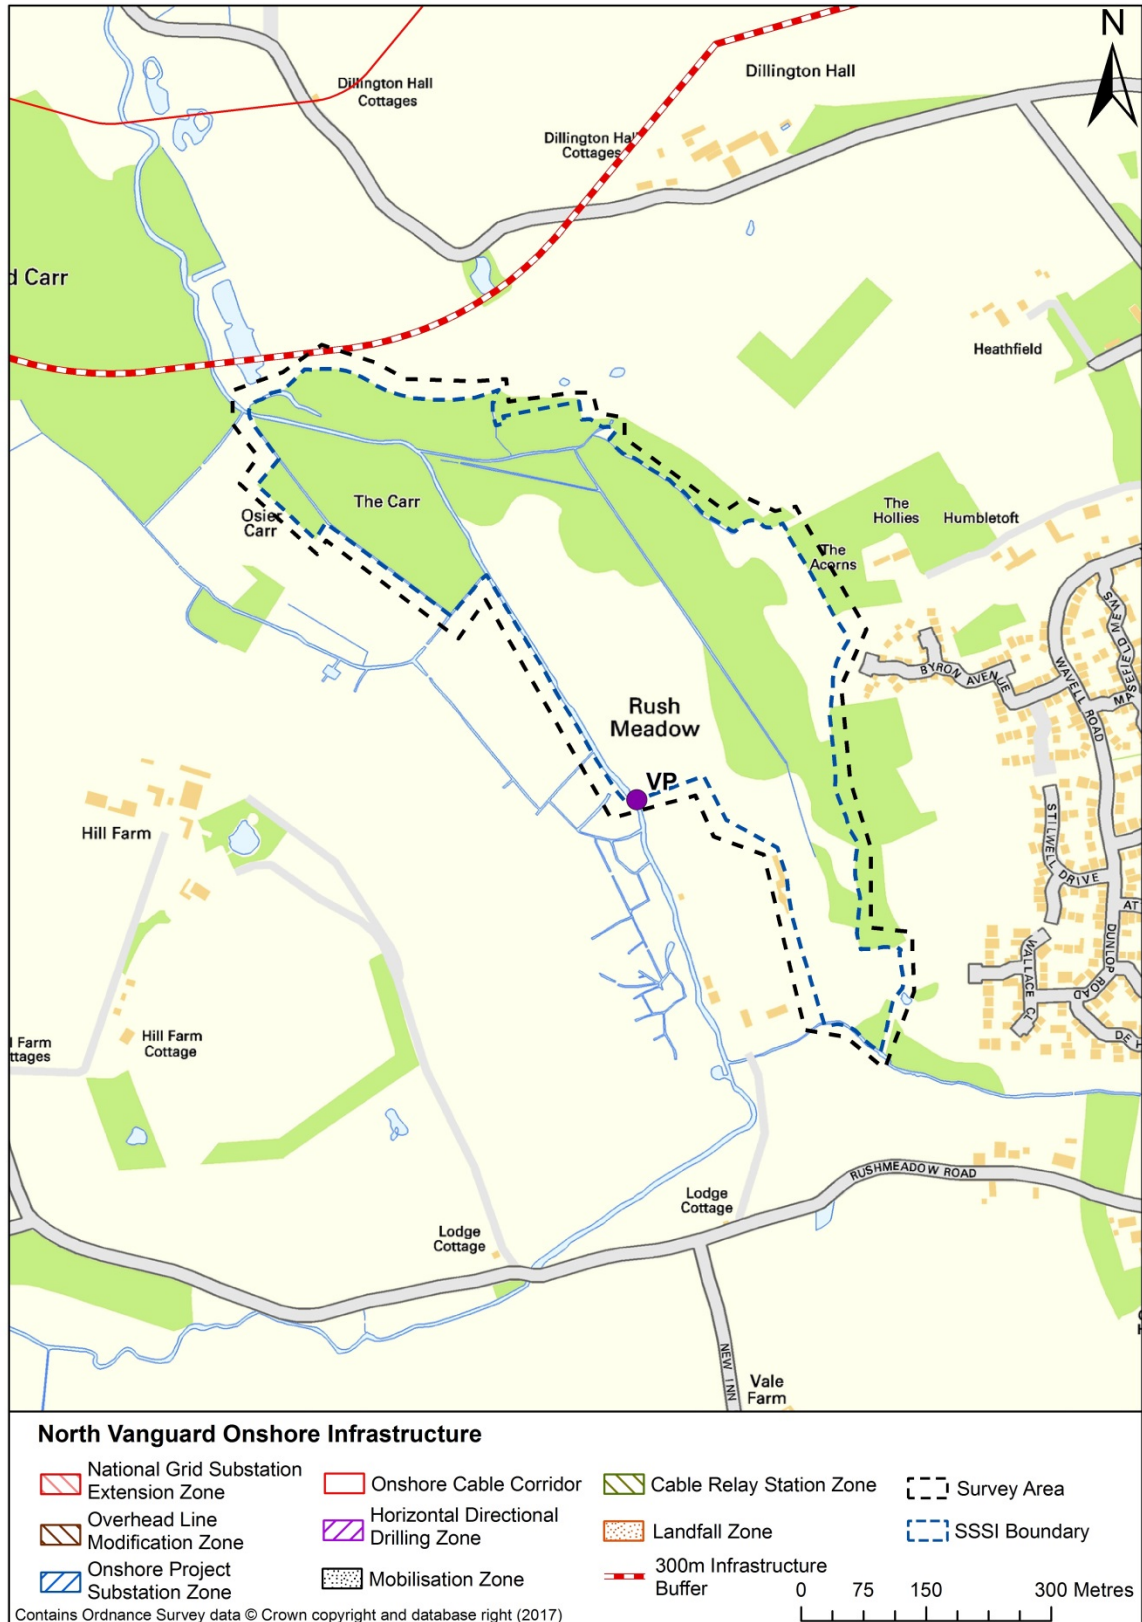 N
Dillington Hall
Cottages
Dillington Hall
Dillington Hal
Cottages
d Carr
Heathfield
The Carr
Osier
Carr
The
Hollies
Humbletoft
The
Acorns
BYRON AVENUE
WAVELL ROAD
MASEFIELD MEWS
Rush
Meadow
VP
Hill Farm
STILWELL DRIVE
DUNLOP ROAD
WALLACE C
AT
DE H
l Farm
ttages
Hill Farm
Cottage
RUSHMEADOW ROAD
Lodge
Cottage
Lodge
Cottage
NEW INN
Vale
Farm
North Vanguard Onshore Infrastructure
National Grid Substation
Extension Zone
Overhead Line
Modification Zone
Onshore Project
Substation Zone
Onshore Cable Corridor
Horizontal Directional
Drilling Zone
Mobilisation Zone
Cable Relay Station Zone
Landfall Zone
300m Infrastructure
Buffer
Survey Area
SSSI Boundary
0 75 150 300 Metres
Contains Ordnance Survey data © Crown copyright and database right (2017)